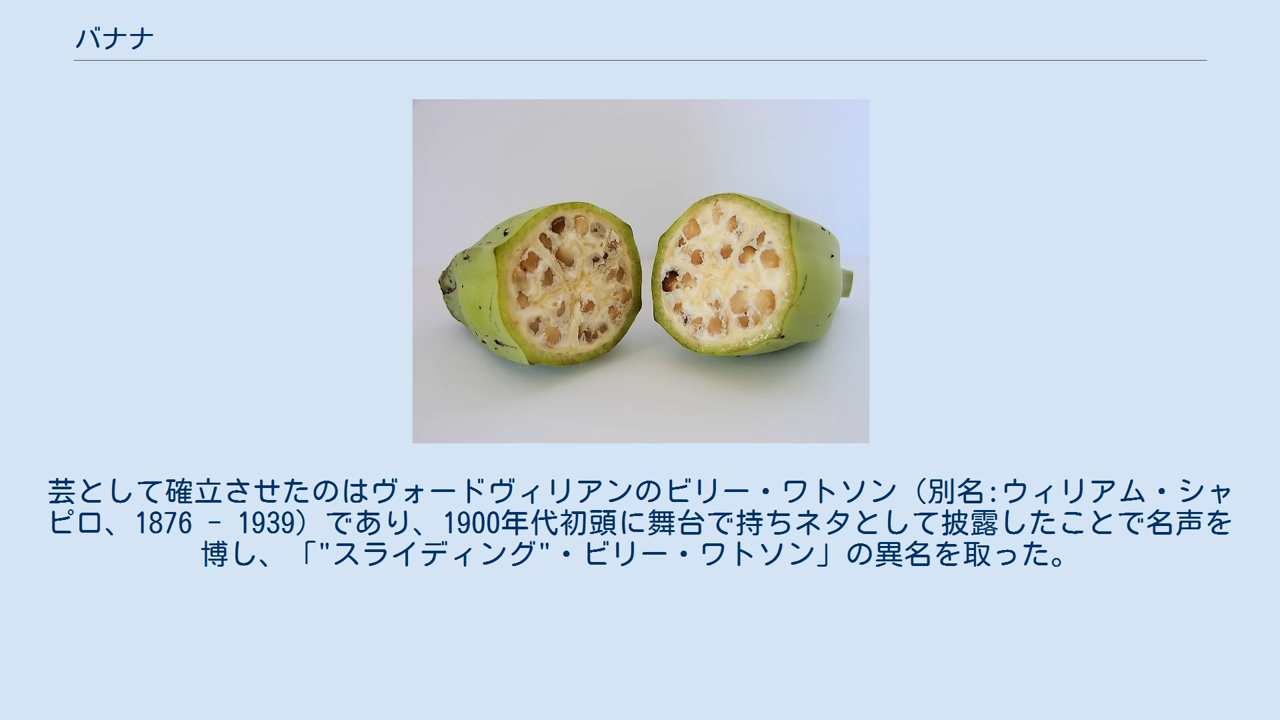 バナナ
芸として確立させたのはヴォードヴィリアンのビリー・ワトソン（別名:ウィリアム・シャ
ピロ、1876 - 1939）であり、1900年代初頭に舞台で持ちネタとして披露したことで名声を
博し、「"スライディング"・ビリー・ワトソン」の異名を取った。